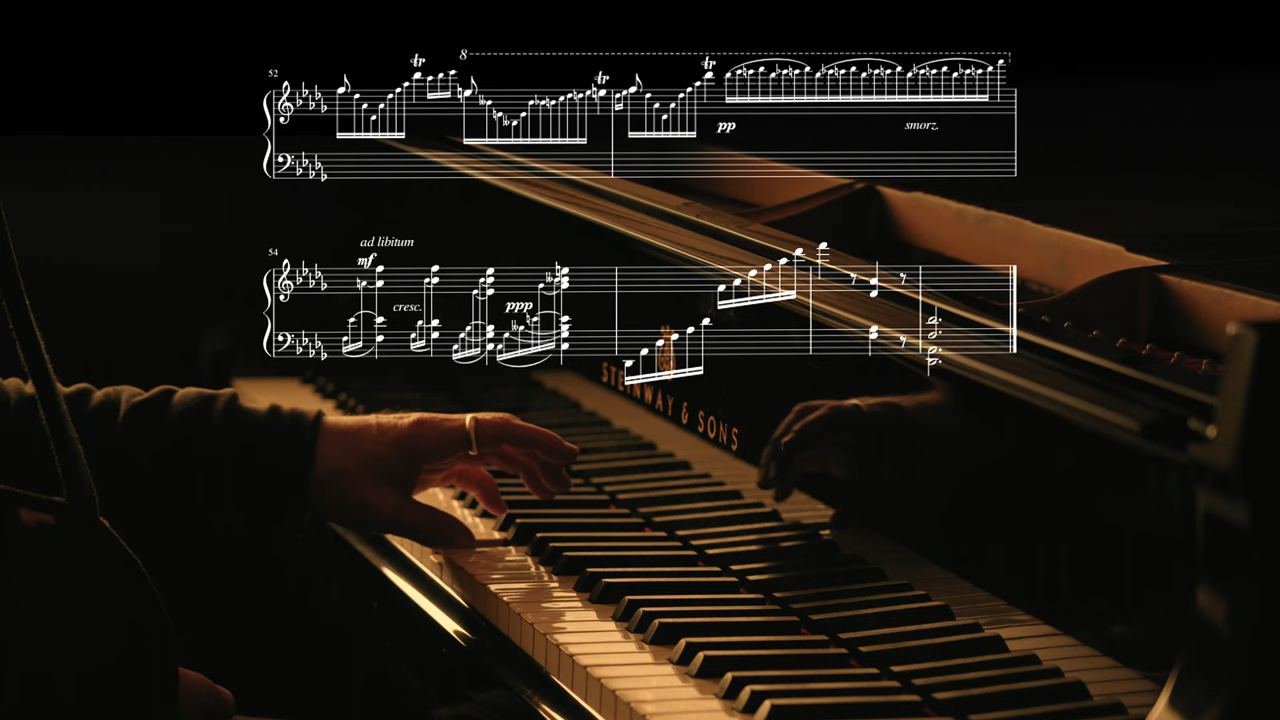 8
52
tr tr tr
pp smorz.
54
ad libitum
mf
cresc. ppp
STEINWAY & SONS